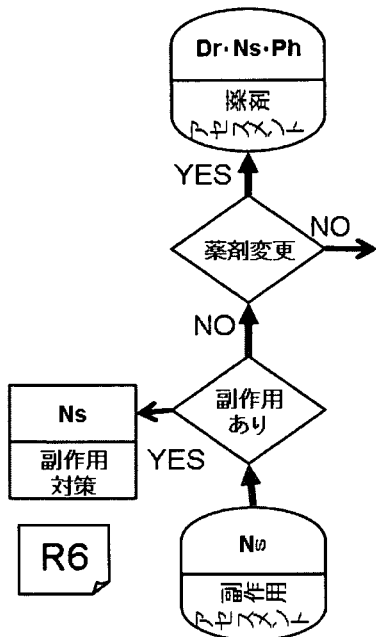 Dr・Ns・Ph
薬剤
アセスメント
YES
薬剤変更
NO
NO
副作用
あり
Ns
副作用
対策
YES
R6
Ns
副作用
アセスメント